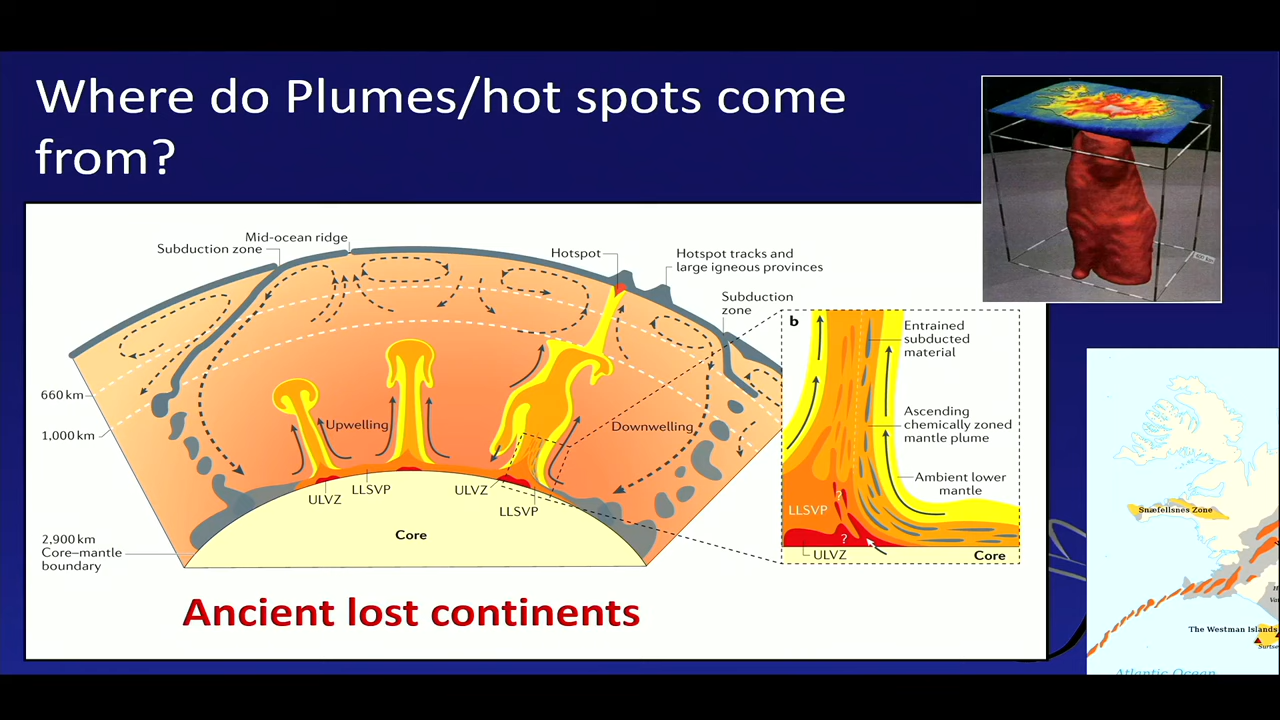 Where do Plumes/hot spots come
from?
Mid-ocean ridge
Subduction zone
Hotspot
Hotspot tracks and
large igneous provinces
Subduction
zone
660 km
1,000 km
Upwelling
Downwelling
ULVZ
LLSVP
ULVZ
LLSVP
Core
2,900 km
Core–mantle
boundary
b
Entrained
subducted
material
Ascending
chemically zoned
mantle plume
Ambient lower
mantle
LLSVP
?
?
ULVZ
Core
Ancient lost continents
Snæfellsnes Zone
The Westman Islands
Atlantic Ocean